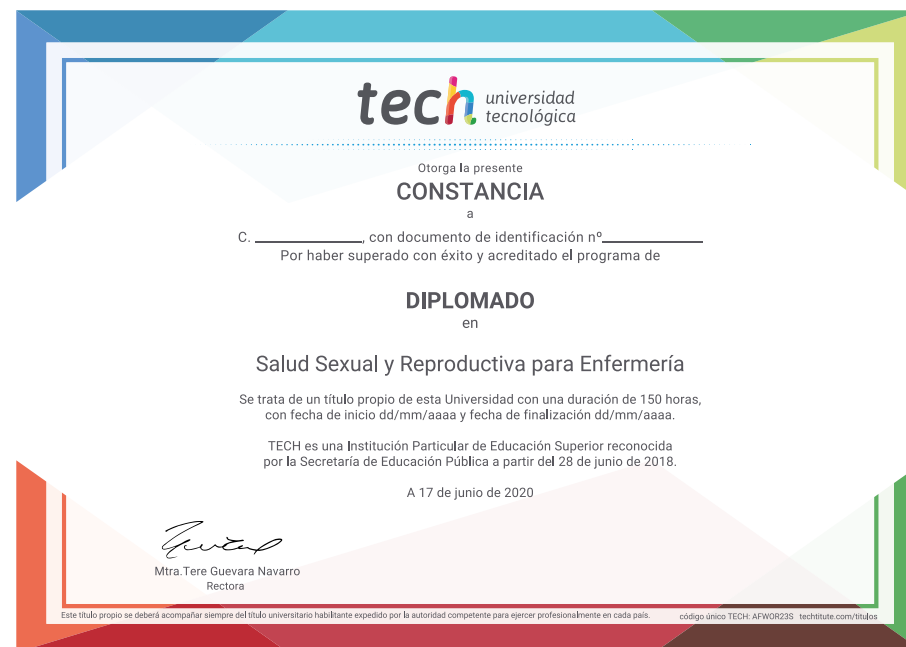 tech universidad
tecnológica
Otorga la presente
CONSTANCIA
a
C. ______________, con documento de identificación nº_____________
Por haber superado con éxito y acreditado el programa de
DIPLOMADO
en
Salud Sexual y Reproductiva para Enfermería
Se trata de un título propio de esta Universidad con una duración de 150 horas,
con fecha de inicio dd/mm/aaaa y fecha de finalización dd/mm/aaaa.
TECH es una Institución Particular de Educación Superior reconocida
por la Secretaría de Educación Pública a partir del 28 de junio de 2018.
A 17 de junio de 2020
Mtra.Tere Guevara Navarro
Rectora
Este título propio se deberá acompañar siempre del título universitario habilitante expedido por la autoridad competente para ejercer profesionalmente en cada país.
código único TECH: AFWOR23S techtitute.com/titulos